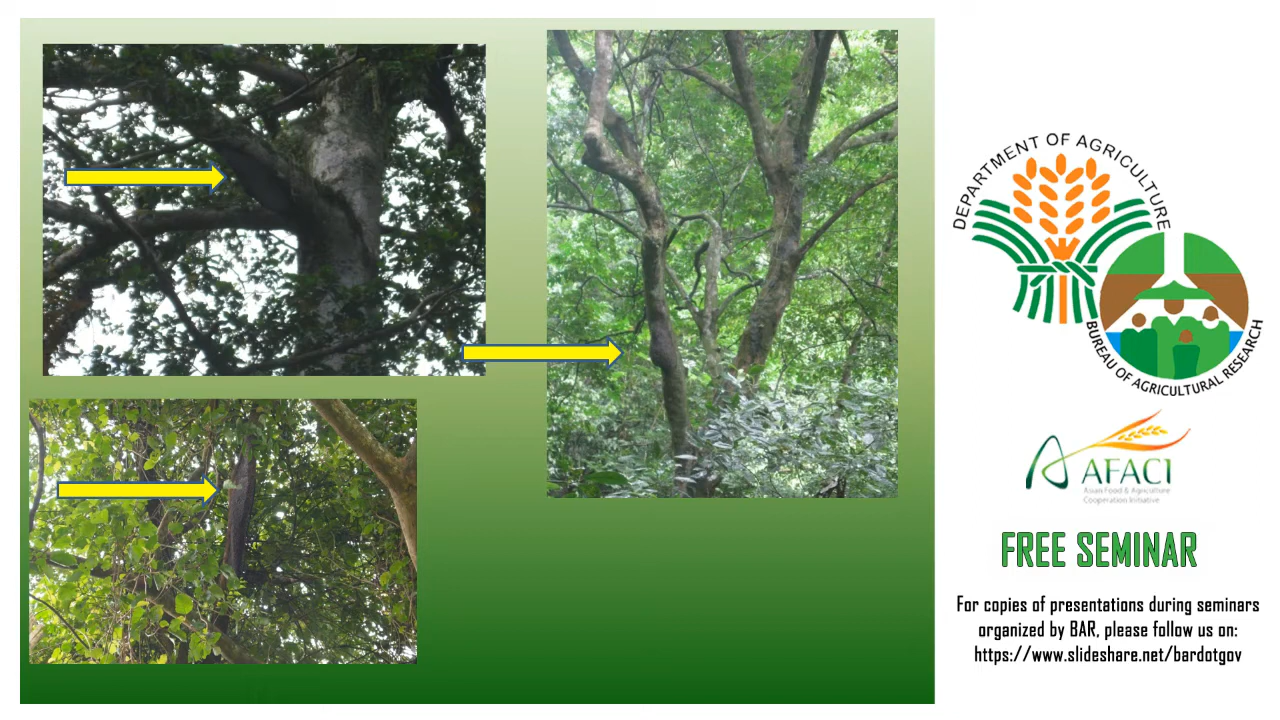 DEPARTMENT OF AGRICULTURE
BUREAU OF AGRICULTURAL RESEARCH
AFACI
Asian Food & Agriculture
Cooperation Initiative
FREE SEMINAR
For copies of presentations during seminars
organized by BAR, please follow us on:
https://www.slideshare.net/bardotgov